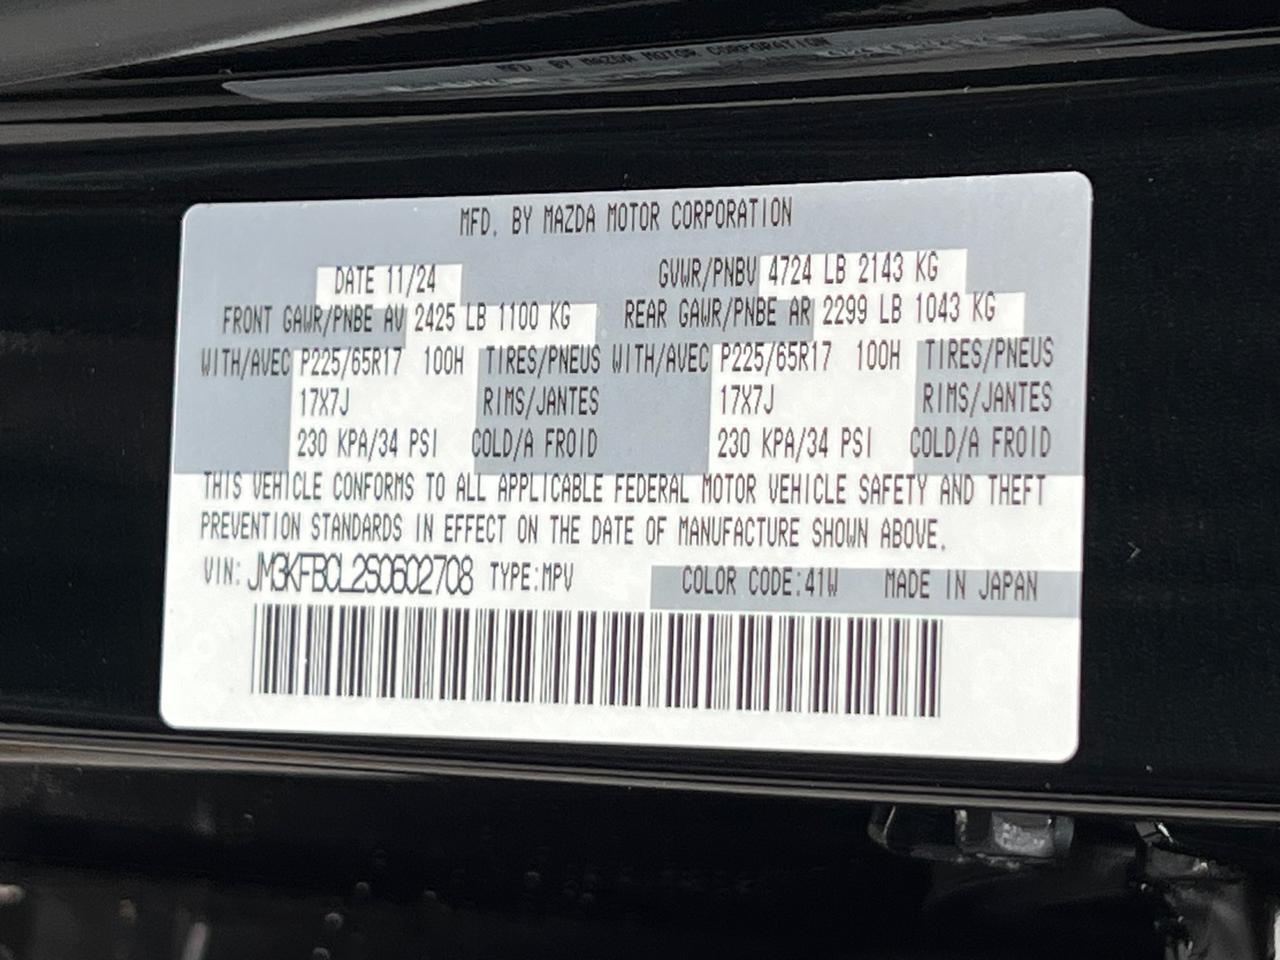 MFD. BY MAZDA MOTOR CORPORATION
MFD. BY MAZDA MOTOR CORPORATION
DATE 11/24 GVWR/PNBV 4724 LB 2143 KG
FRONT GAWR/PNBE AV 2425 LB 1100 KG REAR GAWR/PNBE AR 2299 LB 1043 KG
WITH/AVEC P225/65R17 100H TIRES/PNEUS WITH/AVEC P225/65R17 100H TIRES/PNEUS
17X7J RIMS/JANTES 17X7J RIMS/JANTES
230 KPA/34 PSI COLD/A FROID 230 KPA/34 PSI COLD/A FROID
THIS VEHICLE CONFORMS TO ALL APPLICABLE FEDERAL MOTOR VEHICLE SAFETY AND THEFT
PREVENTION STANDARDS IN EFFECT ON THE DATE OF MANUFACTURE SHOWN ABOVE.
VIN: JM3KFBCL2S0602708 TYPE:MPV COLOR CODE:41W MADE IN JAPAN